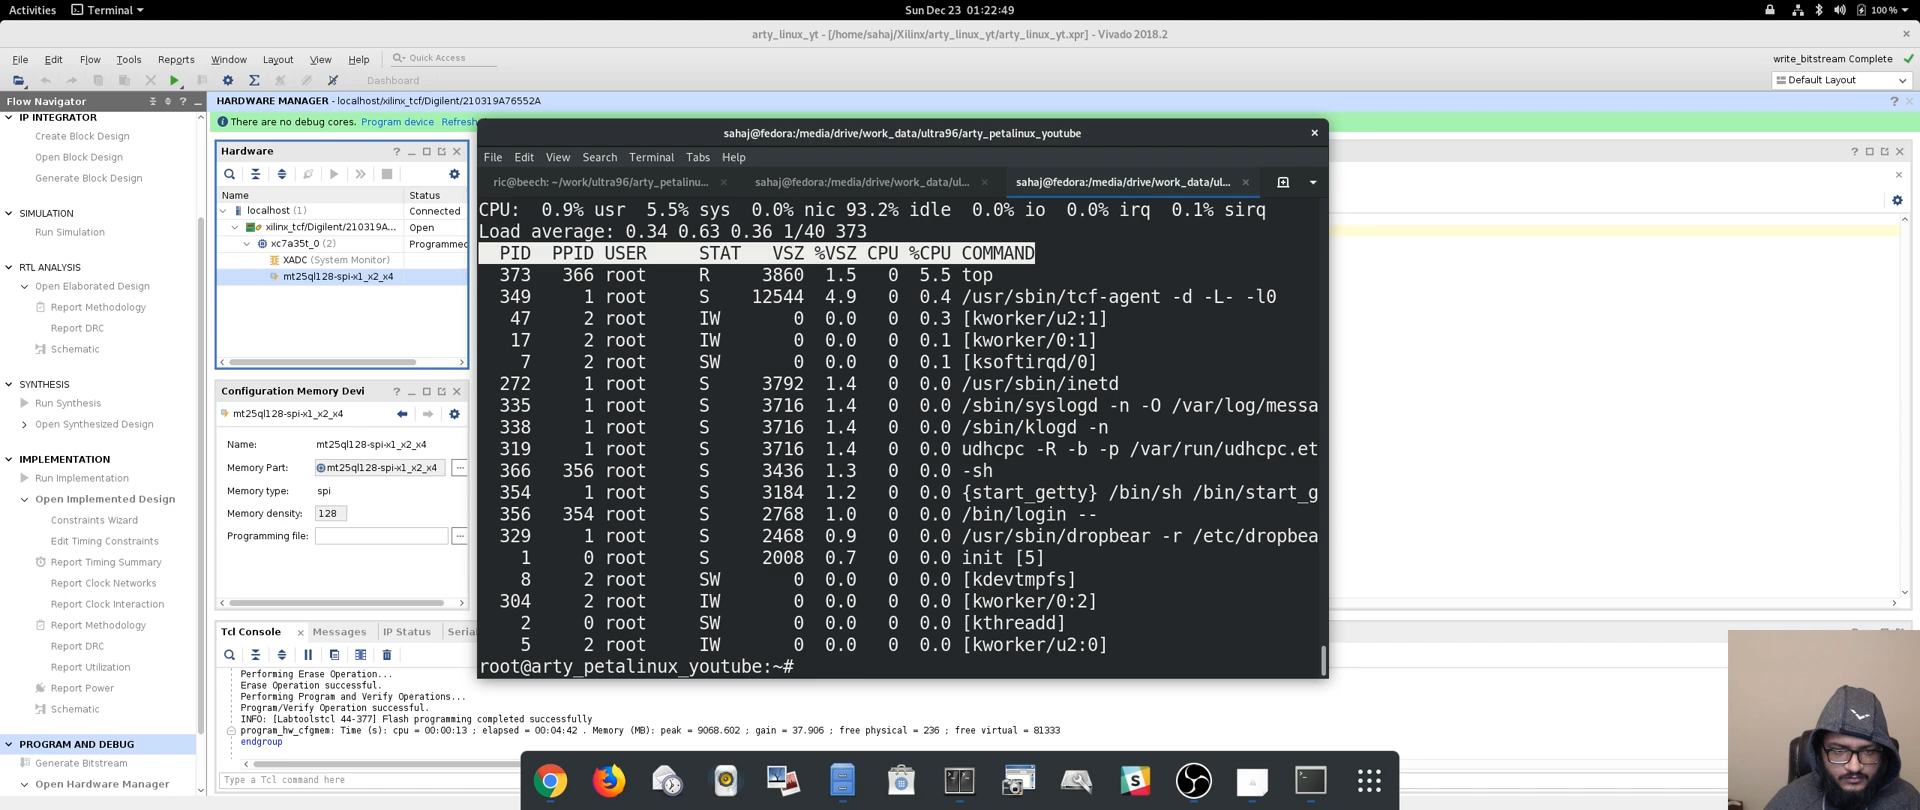 Activities
Terminal
Sun Dec 23 01:22:49
100 %
arty_linux_yt - [/home/sahaj/Xilinx/arty_linux_yt/arty_linux_yt.xpr] - Vivado 2018.2
File Edit Flow Tools Reports Window Layout View Help
Quick Access
write_bitstream Complete
Dashboard
Default Layout
Flow Navigator
HARDWARE MANAGER - localhost/xilinx_tcf/Digilent/210319A76552A
There are no debug cores. Program device Refresh
IP INTEGRATOR
Create Block Design
Open Block Design
Generate Block Design
SIMULATION
Run Simulation
RTL ANALYSIS
Open Elaborated Design
Report Methodology
Report DRC
Schematic
SYNTHESIS
Run Synthesis
Open Synthesized Design
IMPLEMENTATION
Run Implementation
Open Implemented Design
Constraints Wizard
Edit Timing Constraints
Report Timing Summary
Report Clock Networks
Report Clock Interaction
Report Methodology
Report DRC
Report Utilization
Report Power
Schematic
PROGRAM AND DEBUG
Generate Bitstream
Open Hardware Manager
Hardware
Name Status
localhost (1) Connected
xilinx_tcf/Digilent/210319A... Open
xc7a35t_0 (2) Programmed
XADC (System Monitor)
mt25ql128-spi-x1_x2_x4
Configuration Memory Devi
mt25ql128-spi-x1_x2_x4
Name: mt25ql128-spi-x1_x2_x4
Memory Part: mt25ql128-spi-x1_x2_x4
Memory type: spi
Memory density: 128
Programming file:
Tcl Console Messages IP Status Serial
Performing Erase Operation...
Erase Operation successful.
Performing Program and Verify Operations...
Program/Verify Operation successful.
INFO: [Labtoolstcl 44-377] Flash programming completed successfully
program_hw_cfgmem: Time (s): cpu = 00:00:13 ; elapsed = 00:04:42 . Memory (MB): peak = 9068.602 ; gain = 37.906 ; free physical = 236 ; free virtual = 81333
endgroup
Type a Tcl command here
sahaj@fedora:/media/drive/work_data/ultra96/arty_petalinux_youtube
File Edit View Search Terminal Tabs Help
ric@beech: ~/work/ultra96/arty_petalinu...
sahaj@fedora:/media/drive/work_data/ul...
sahaj@fedora:/media/drive/work_data/ul...
CPU: 0.9% usr 5.5% sys 0.0% nic 93.2% idle 0.0% io 0.0% irq 0.1% sirq
Load average: 0.34 0.63 0.36 1/40 373
PID PPID USER STAT VSZ %VSZ CPU %CPU COMMAND
373 366 root R 3860 1.5 0 5.5 top
349 1 root S 12544 4.9 0 0.4 /usr/sbin/tcf-agent -d -L- -l0
47 2 root IW 0 0.0 0 0.3 [kworker/u2:1]
17 2 root IW 0 0.0 0 0.1 [kworker/0:1]
7 2 root SW 0 0.0 0 0.1 [ksoftirqd/0]
272 1 root S 3792 1.4 0 0.0 /usr/sbin/inetd
335 1 root S 3716 1.4 0 0.0 /sbin/syslogd -n -O /var/log/messa
338 1 root S 3716 1.4 0 0.0 /sbin/klogd -n
319 1 root S 3716 1.4 0 0.0 udhcpc -R -b -p /var/run/udhcpc.et
366 356 root S 3436 1.3 0 0.0 -sh
354 1 root S 3184 1.2 0 0.0 {start_getty} /bin/sh /bin/start_g
356 354 root S 2768 1.0 0 0.0 /bin/login --
329 1 root S 2468 0.9 0 0.0 /usr/sbin/dropbear -r /etc/dropbea
1 0 root S 2008 0.7 0 0.0 init [5]
8 2 root SW 0 0.0 0 0.0 [kdevtmpfs]
304 2 root IW 0 0.0 0 0.0 [kworker/0:2]
2 0 root SW 0 0.0 0 0.0 [kthreadd]
5 2 root IW 0 0.0 0 0.0 [kworker/u2:0]
root@arty_petalinux_youtube:~#